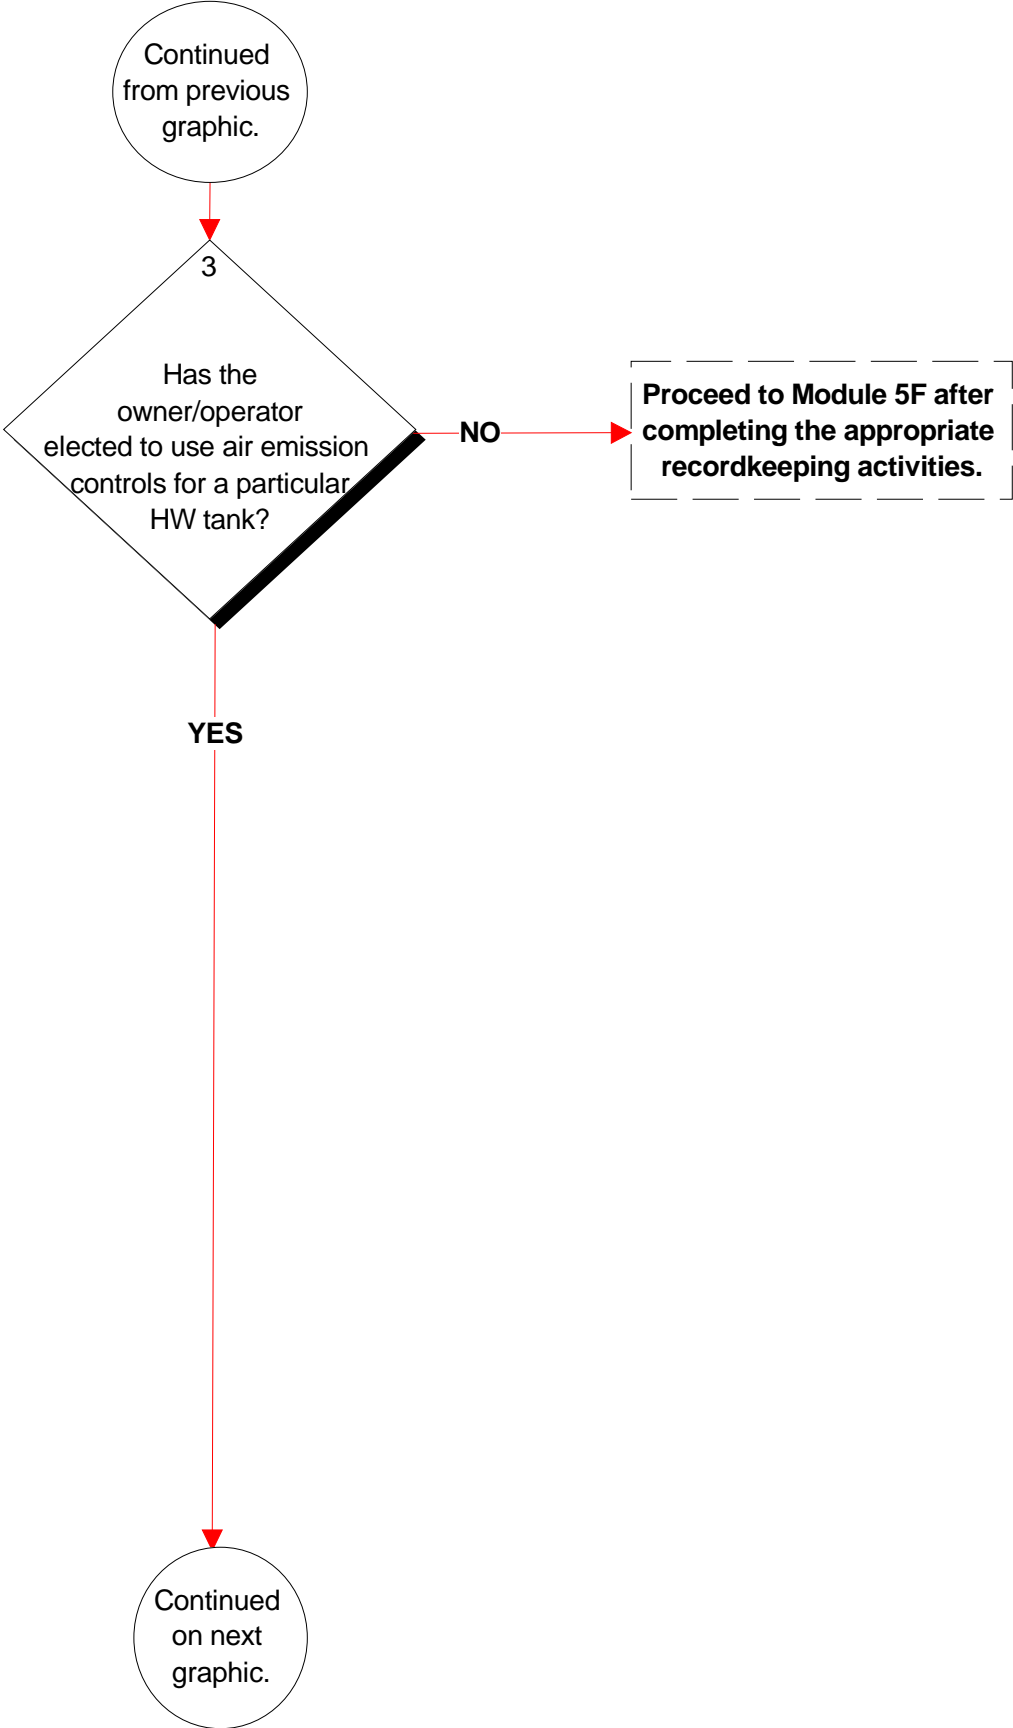 Continued
from previous
graphic.
3
Has the
owner/operator
elected to use air emission
controls for a particular
HW tank?
NO
Proceed to Module 5F after
completing the appropriate
recordkeeping activities.
YES
Continued
on next
graphic.